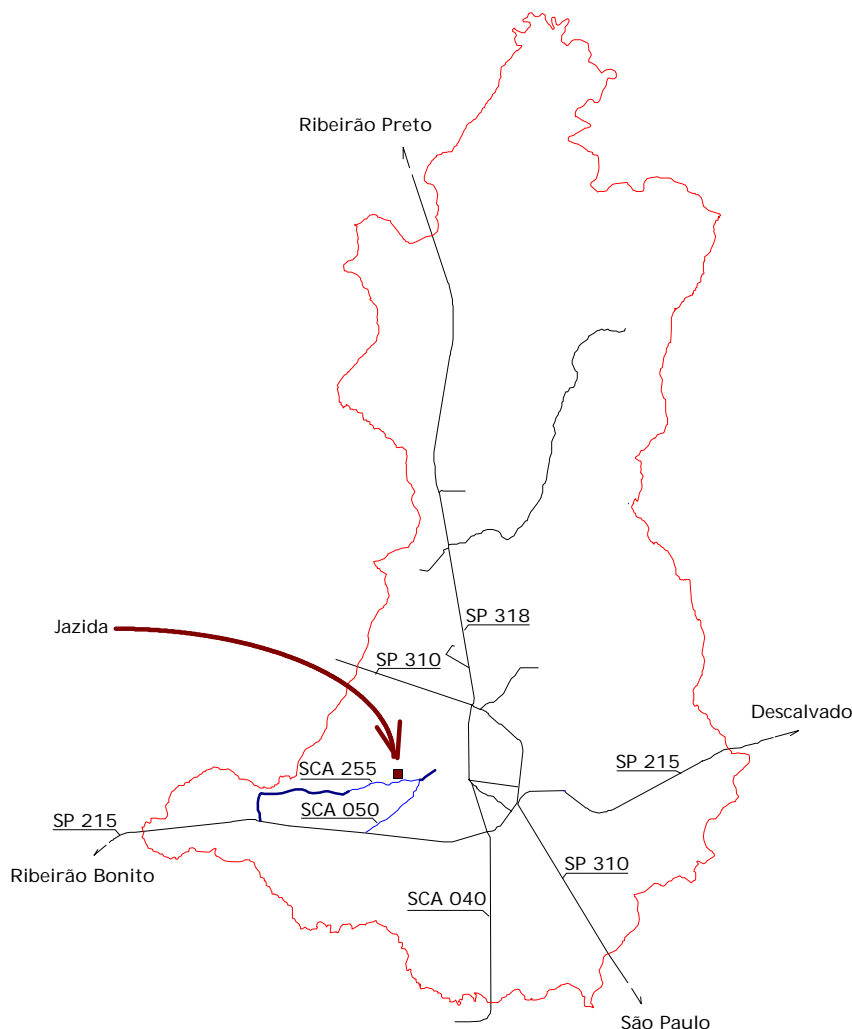 Ribeirão Preto
SP 318
Jazida
SP 310
Descalvado
SCA 255
SP 215
SCA 050
SP 215
Ribeirão Bonito
SP 310
SCA 040
São Paulo